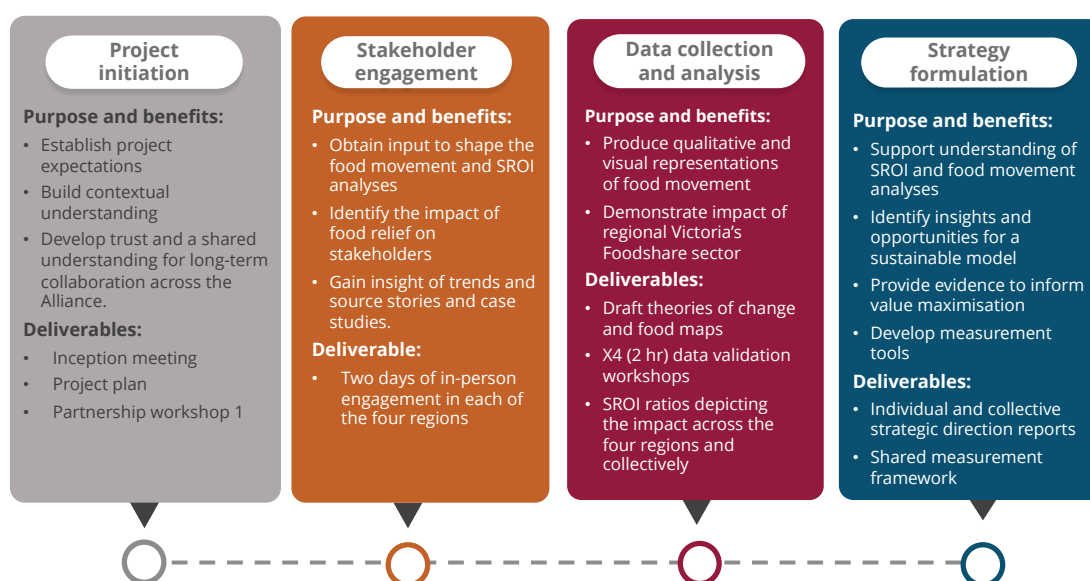 Project
initiation
Purpose and benefits:
• Establish project
expectations
• Build contextual
understanding
• Develop trust and a shared
understanding for long-term
collaboration across the
Alliance.
Deliverables:
• Inception meeting
• Project plan
• Partnership workshop 1
Stakeholder
engagement
Purpose and benefits:
• Obtain input to shape the
food movement and SROI
analyses
• Identify the impact of
food relief on
stakeholders
• Gain insight of trends and
source stories and case
studies.
Deliverable:
• Two days of in-person
engagement in each of
the four regions
Data collection
and analysis
Purpose and benefits:
• Produce qualitative and
visual representations
of food movement
• Demonstrate impact of
regional Victoria's
Foodshare sector
Deliverables:
• Draft theories of change
and food maps
• X4 (2 hr) data validation
workshops
• SROI ratios depicting
the impact across the
four regions and
collectively
Strategy
formulation
Purpose and benefits:
• Support understanding of
SROI and food movement
analyses
• Identify insights and
opportunities for a
sustainable model
• Provide evidence to inform
value maximisation
• Develop measurement
tools
Deliverables:
• Individual and collective
strategic direction reports
• Shared measurement
framework